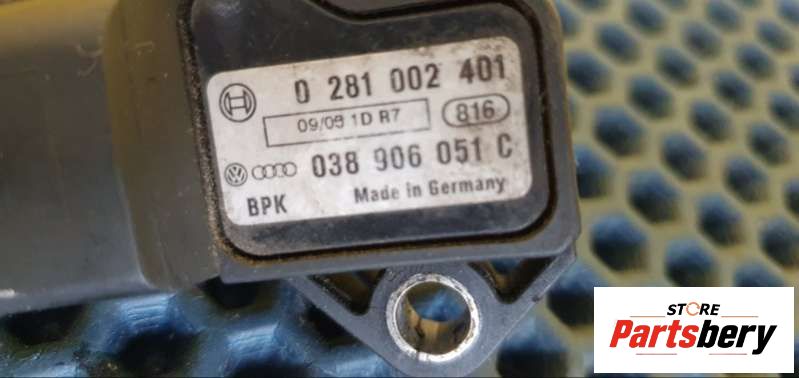 0 281 002 401
09/08 1D R7
816
038 906 051 C
BPK Made in Germany
STORE
Partsbery